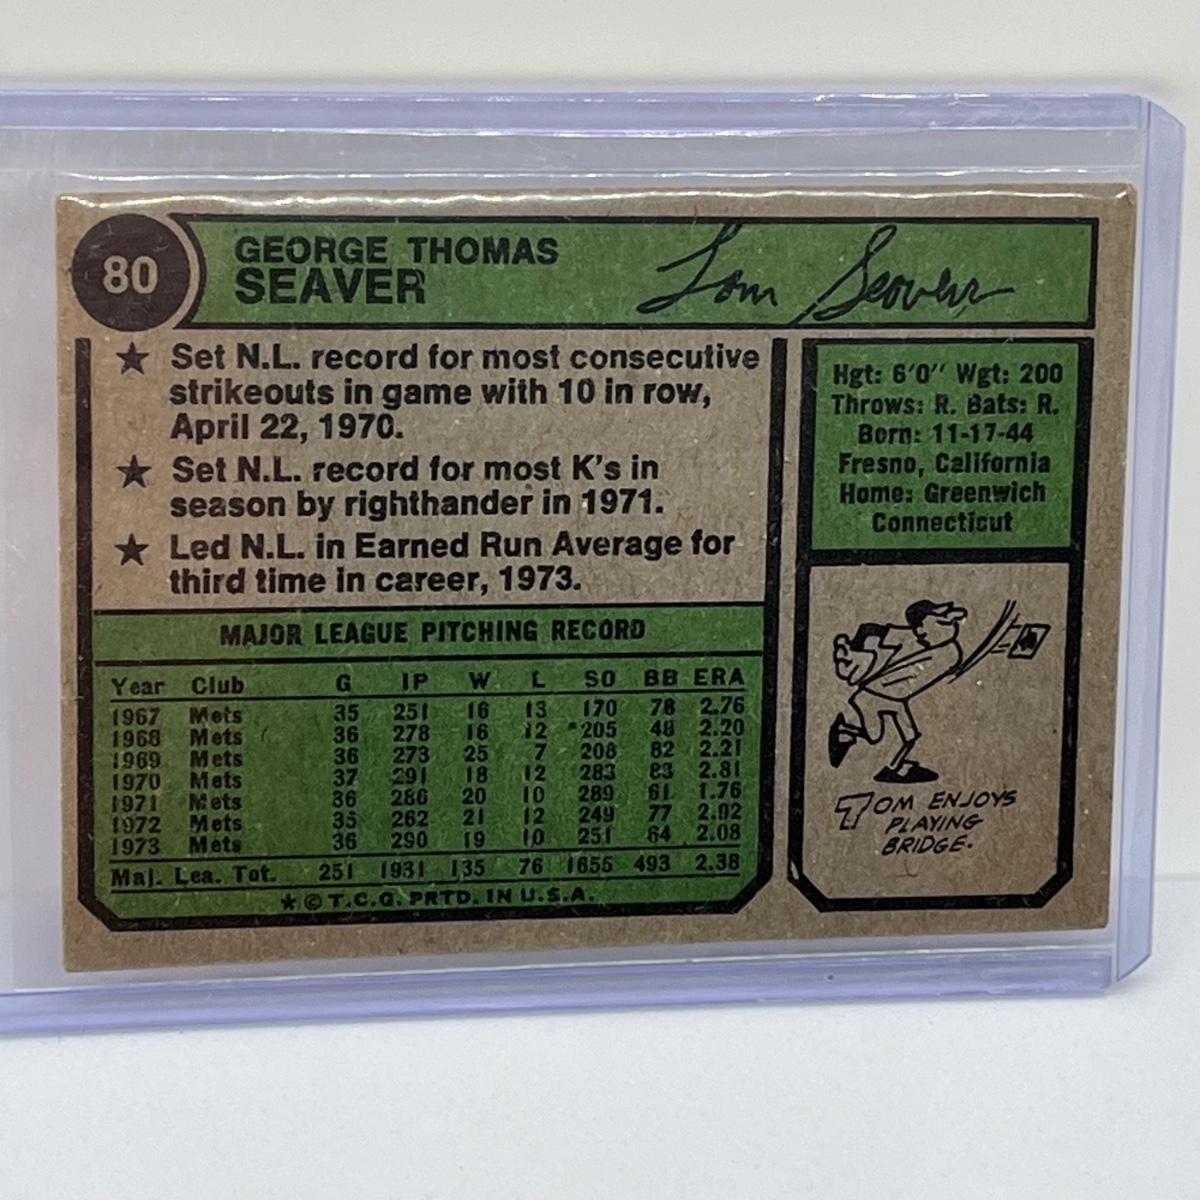 80
GEORGE THOMAS
SEAVER
Tom Seaver
★ Set N.L. record for most consecutive
strikeouts in game with 10 in row,
April 22, 1970.
★ Set N.L. record for most K's in
season by righthander in 1971.
★ Led N.L. in Earned Run Average for
third time in career, 1973.
MAJOR LEAGUE PITCHING RECORD
Year Club G IP W L SO BB ERA
1967 Mets 35 251 16 13 170 78 2.76
1968 Mets 36 278 16 12 *205 48 2.20
1969 Mets 36 273 25 7 208 82 2.21
1970 Mets 37 291 18 12 283 83 2.81
1971 Mets 36 286 20 10 289 61 1.76
1972 Mets 35 262 21 12 249 77 2.92
1973 Mets 36 290 19 10 251 64 2.08
Maj. Lea. Tot. 251 1931 135 76 1655 493 2.38
★ © T.C.G. PRTD. IN U.S.A.
Hgt: 6'0" Wgt: 200
Throws: R. Bats: R.
Born: 11-17-44
Fresno, California
Home: Greenwich
Connecticut
TOM ENJOYS
PLAYING
BRIDGE.